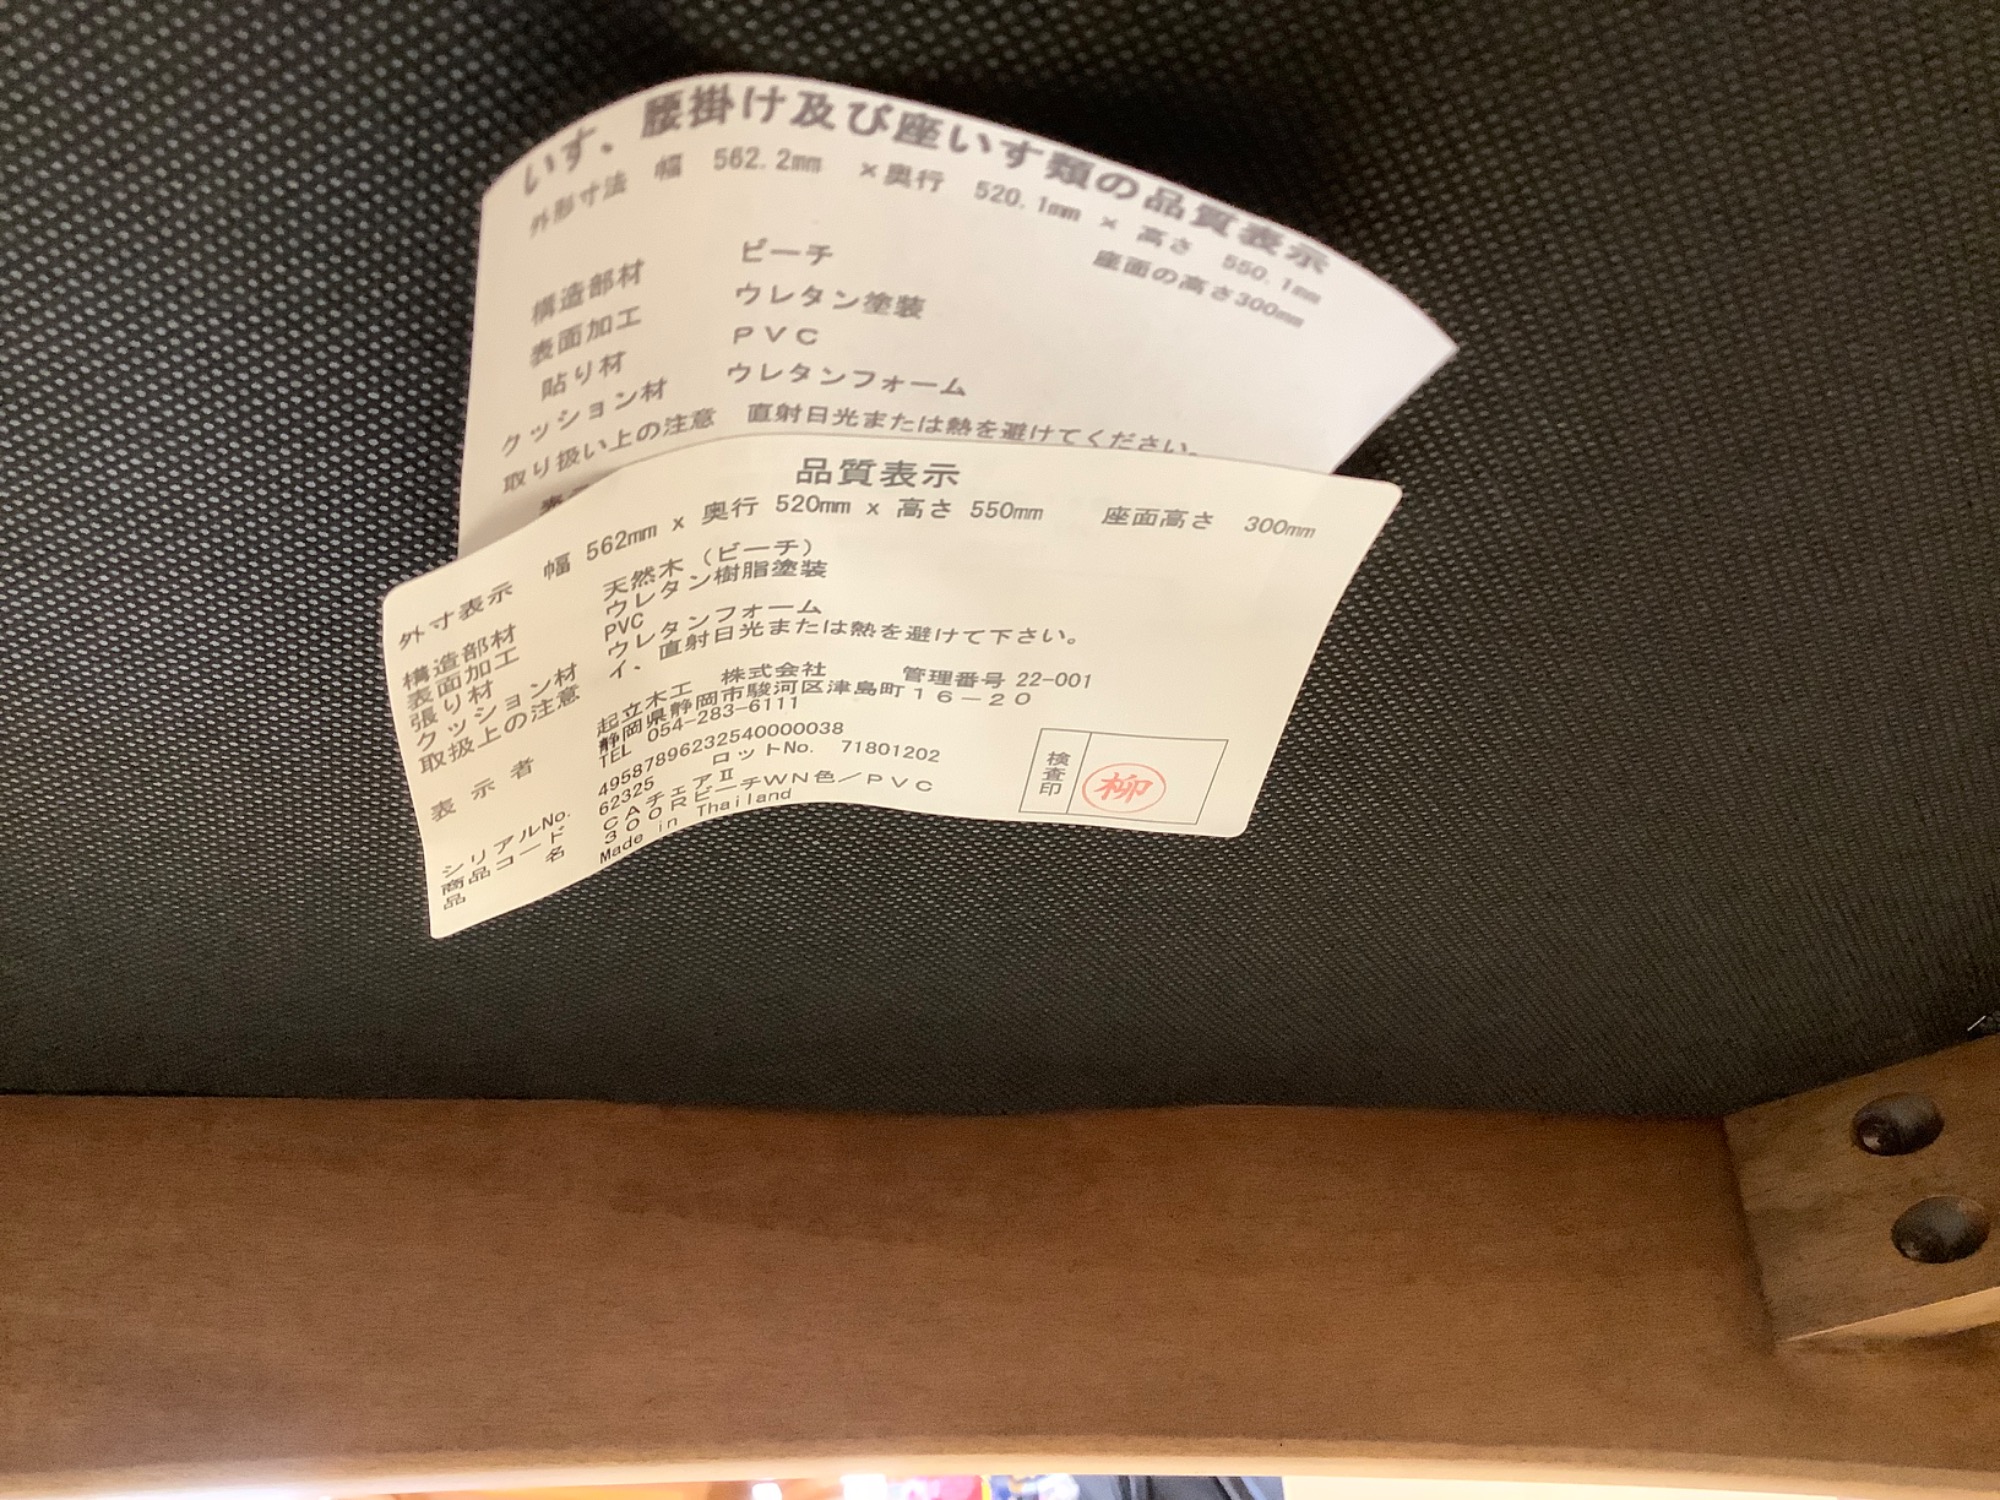 いす、腰掛け及び座いす類の品質表示
外形寸法 幅 562.2mm ×奥行 520.1mm × 高さ 550.1mm
座面の高さ300mm
構造部材 ビーチ
表面加工 ウレタン塗装
貼り材 ＰＶＣ
クッション材 ウレタンフォーム
取り扱い上の注意 直射日光または熱を避けてください。
表示
品質表示
外寸表示 幅 562mm x 奥行 520mm x 高さ 550mm 座面高さ 300mm
構造部材 天然木（ビーチ）
表面加工 ウレタン樹脂塗装
張り材 PVC
クッション材 ウレタンフォーム
取扱上の注意 イ、直射日光または熱を避けて下さい。
表示者 起立木工 株式会社 管理番号 22-001
静岡県静岡市駿河区津島町１６－２０
TEL 054-283-6111
シリアルNo. 49587896232540000038
商品コード 62325 ロットNo. 71801202
品名 ＣＡチェアⅡ
３００ＲビーチWN色／ＰＶＣ
Made in Thailand
検査印 柳